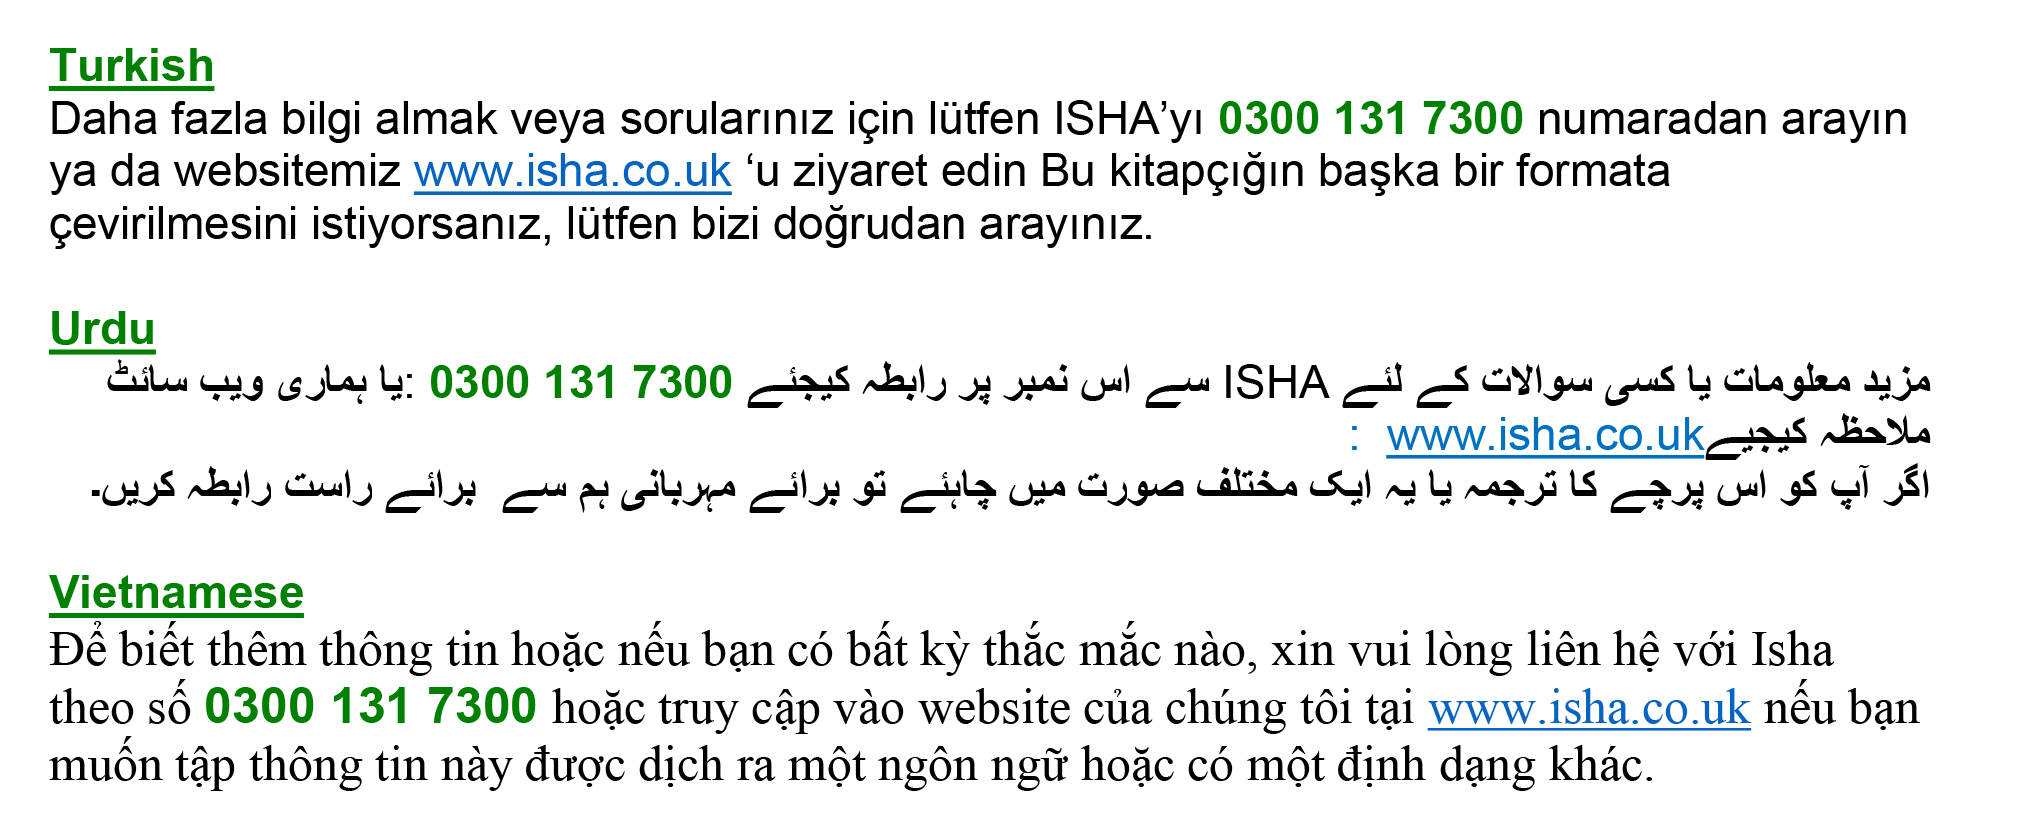 Turkish
Daha fazla bilgi almak veya sorularınız için lütfen ISHA’yı 0300 131 7300 numaradan arayın
ya da websitemiz www.isha.co.uk ‘u ziyaret edin Bu kitapçığın başka bir formata
çevirilmesini istiyorsanız, lütfen bizi doğrudan arayınız.
Urdu
مزید معلومات یا کسی سوالات کے لئے ISHA سے اس نمبر پر رابطہ کیجئے 0300 131 7300 :یا ہماری ویب سائٹ
ملاحظہ کیجیےwww.isha.co.uk :
اگر آپ کو اس پرچے کا ترجمہ یا یہ ایک مختلف صورت میں چاہئے تو برائے مہربانی ہم سے برائے راست رابطہ کریں۔
Vietnamese
Để biết thêm thông tin hoặc nếu bạn có bất kỳ thắc mắc nào, xin vui lòng liên hệ với Isha
theo số 0300 131 7300 hoặc truy cập vào website của chúng tôi tại www.isha.co.uk nếu bạn
muốn tập thông tin này được dịch ra một ngôn ngữ hoặc có một định dạng khác.